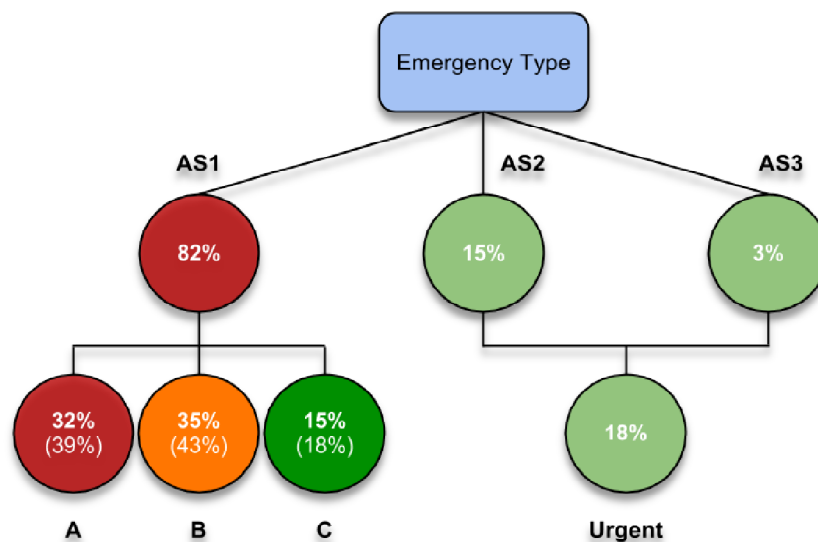 Emergency Type
AS1
AS2
AS3
82%
15%
3%
32%
(39%)
35%
(43%)
15%
(18%)
18%
A
B
C
Urgent